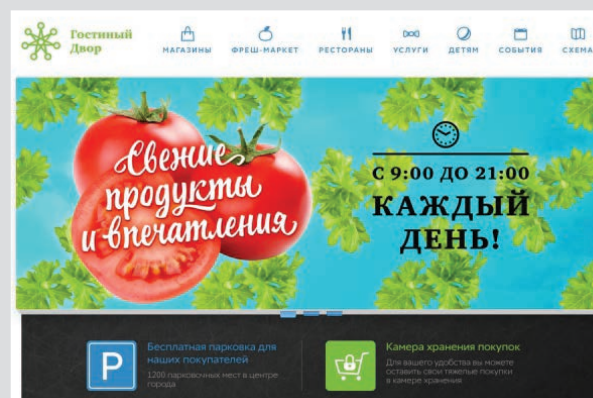 Гостиный
Двор
МАГАЗИНЫ
ФРЕШ-МАРКЕТ
РЕСТОРАНЫ
УСЛУГИ
ДЕТЯМ
СОБЫТИЯ
СХЕМА
Свежие
продукты
и впечатления
С 9:00 ДО 21:00
КАЖДЫЙ
ДЕНЬ!
P
Бесплатная парковка для
наших покупателей
1200 парковочных мест в центре
города
Камера хранения покупок
Для вашего удобства вы можете
оставить свои тяжелые покупки
в камере хранения